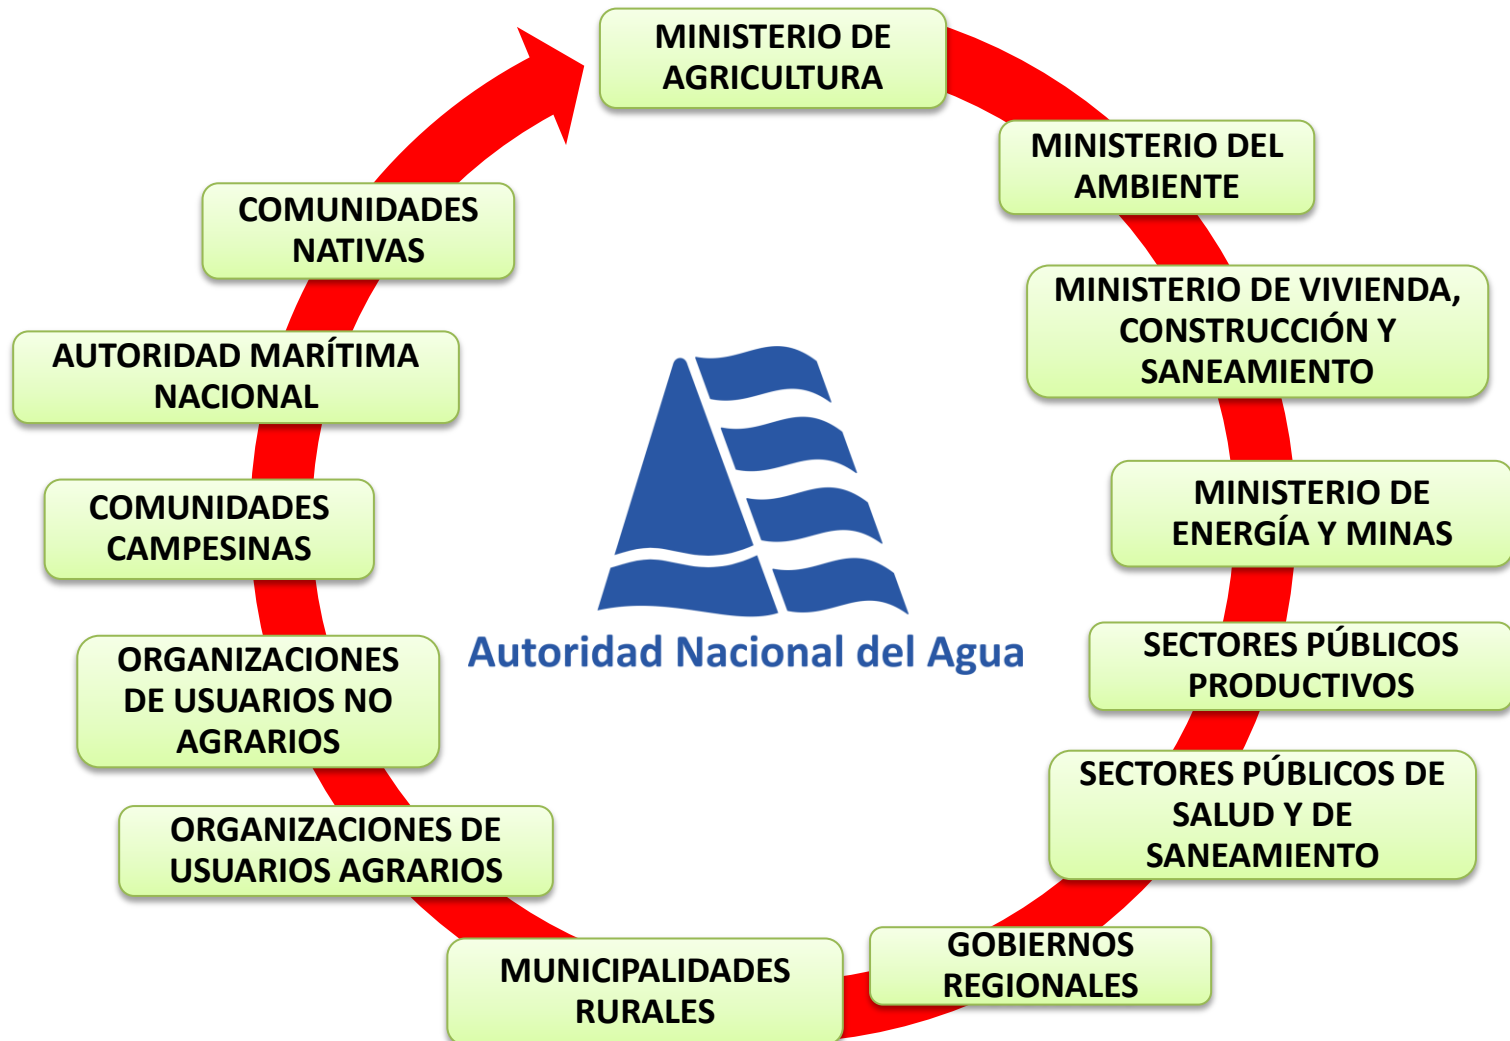 MINISTERIO DE
AGRICULTURA
MINISTERIO DEL
AMBIENTE
MINISTERIO DE VIVIENDA,
CONSTRUCCIÓN Y
SANEAMIENTO
MINISTERIO DE
ENERGÍA Y MINAS
SECTORES PÚBLICOS
PRODUCTIVOS
SECTORES PÚBLICOS DE
SALUD Y DE
SANEAMIENTO
GOBIERNOS
REGIONALES
MUNICIPALIDADES
RURALES
ORGANIZACIONES DE
USUARIOS AGRARIOS
ORGANIZACIONES
DE USUARIOS NO
AGRARIOS
COMUNIDADES
CAMPESINAS
AUTORIDAD MARÍTIMA
NACIONAL
COMUNIDADES
NATIVAS
Autoridad Nacional del Agua